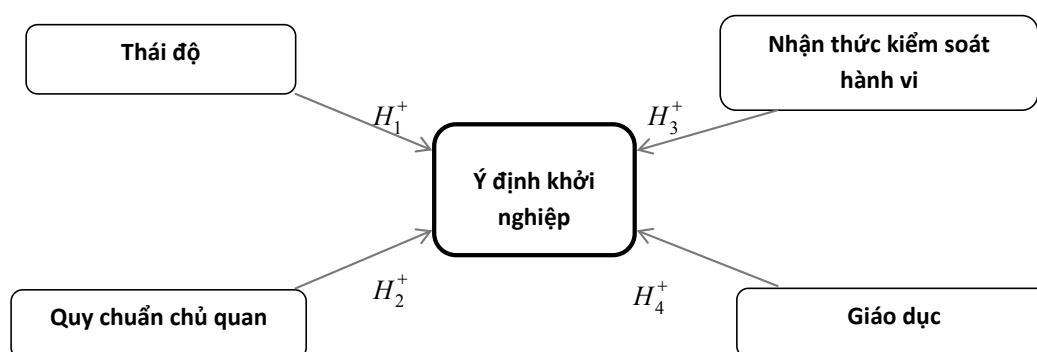 Thái độ
Nhận thức kiểm soát
hành vi
H₁⁺
H₃⁺
Ý định khởi
nghiệp
H₂⁺
H₄⁺
Quy chuẩn chủ quan
Giáo dục